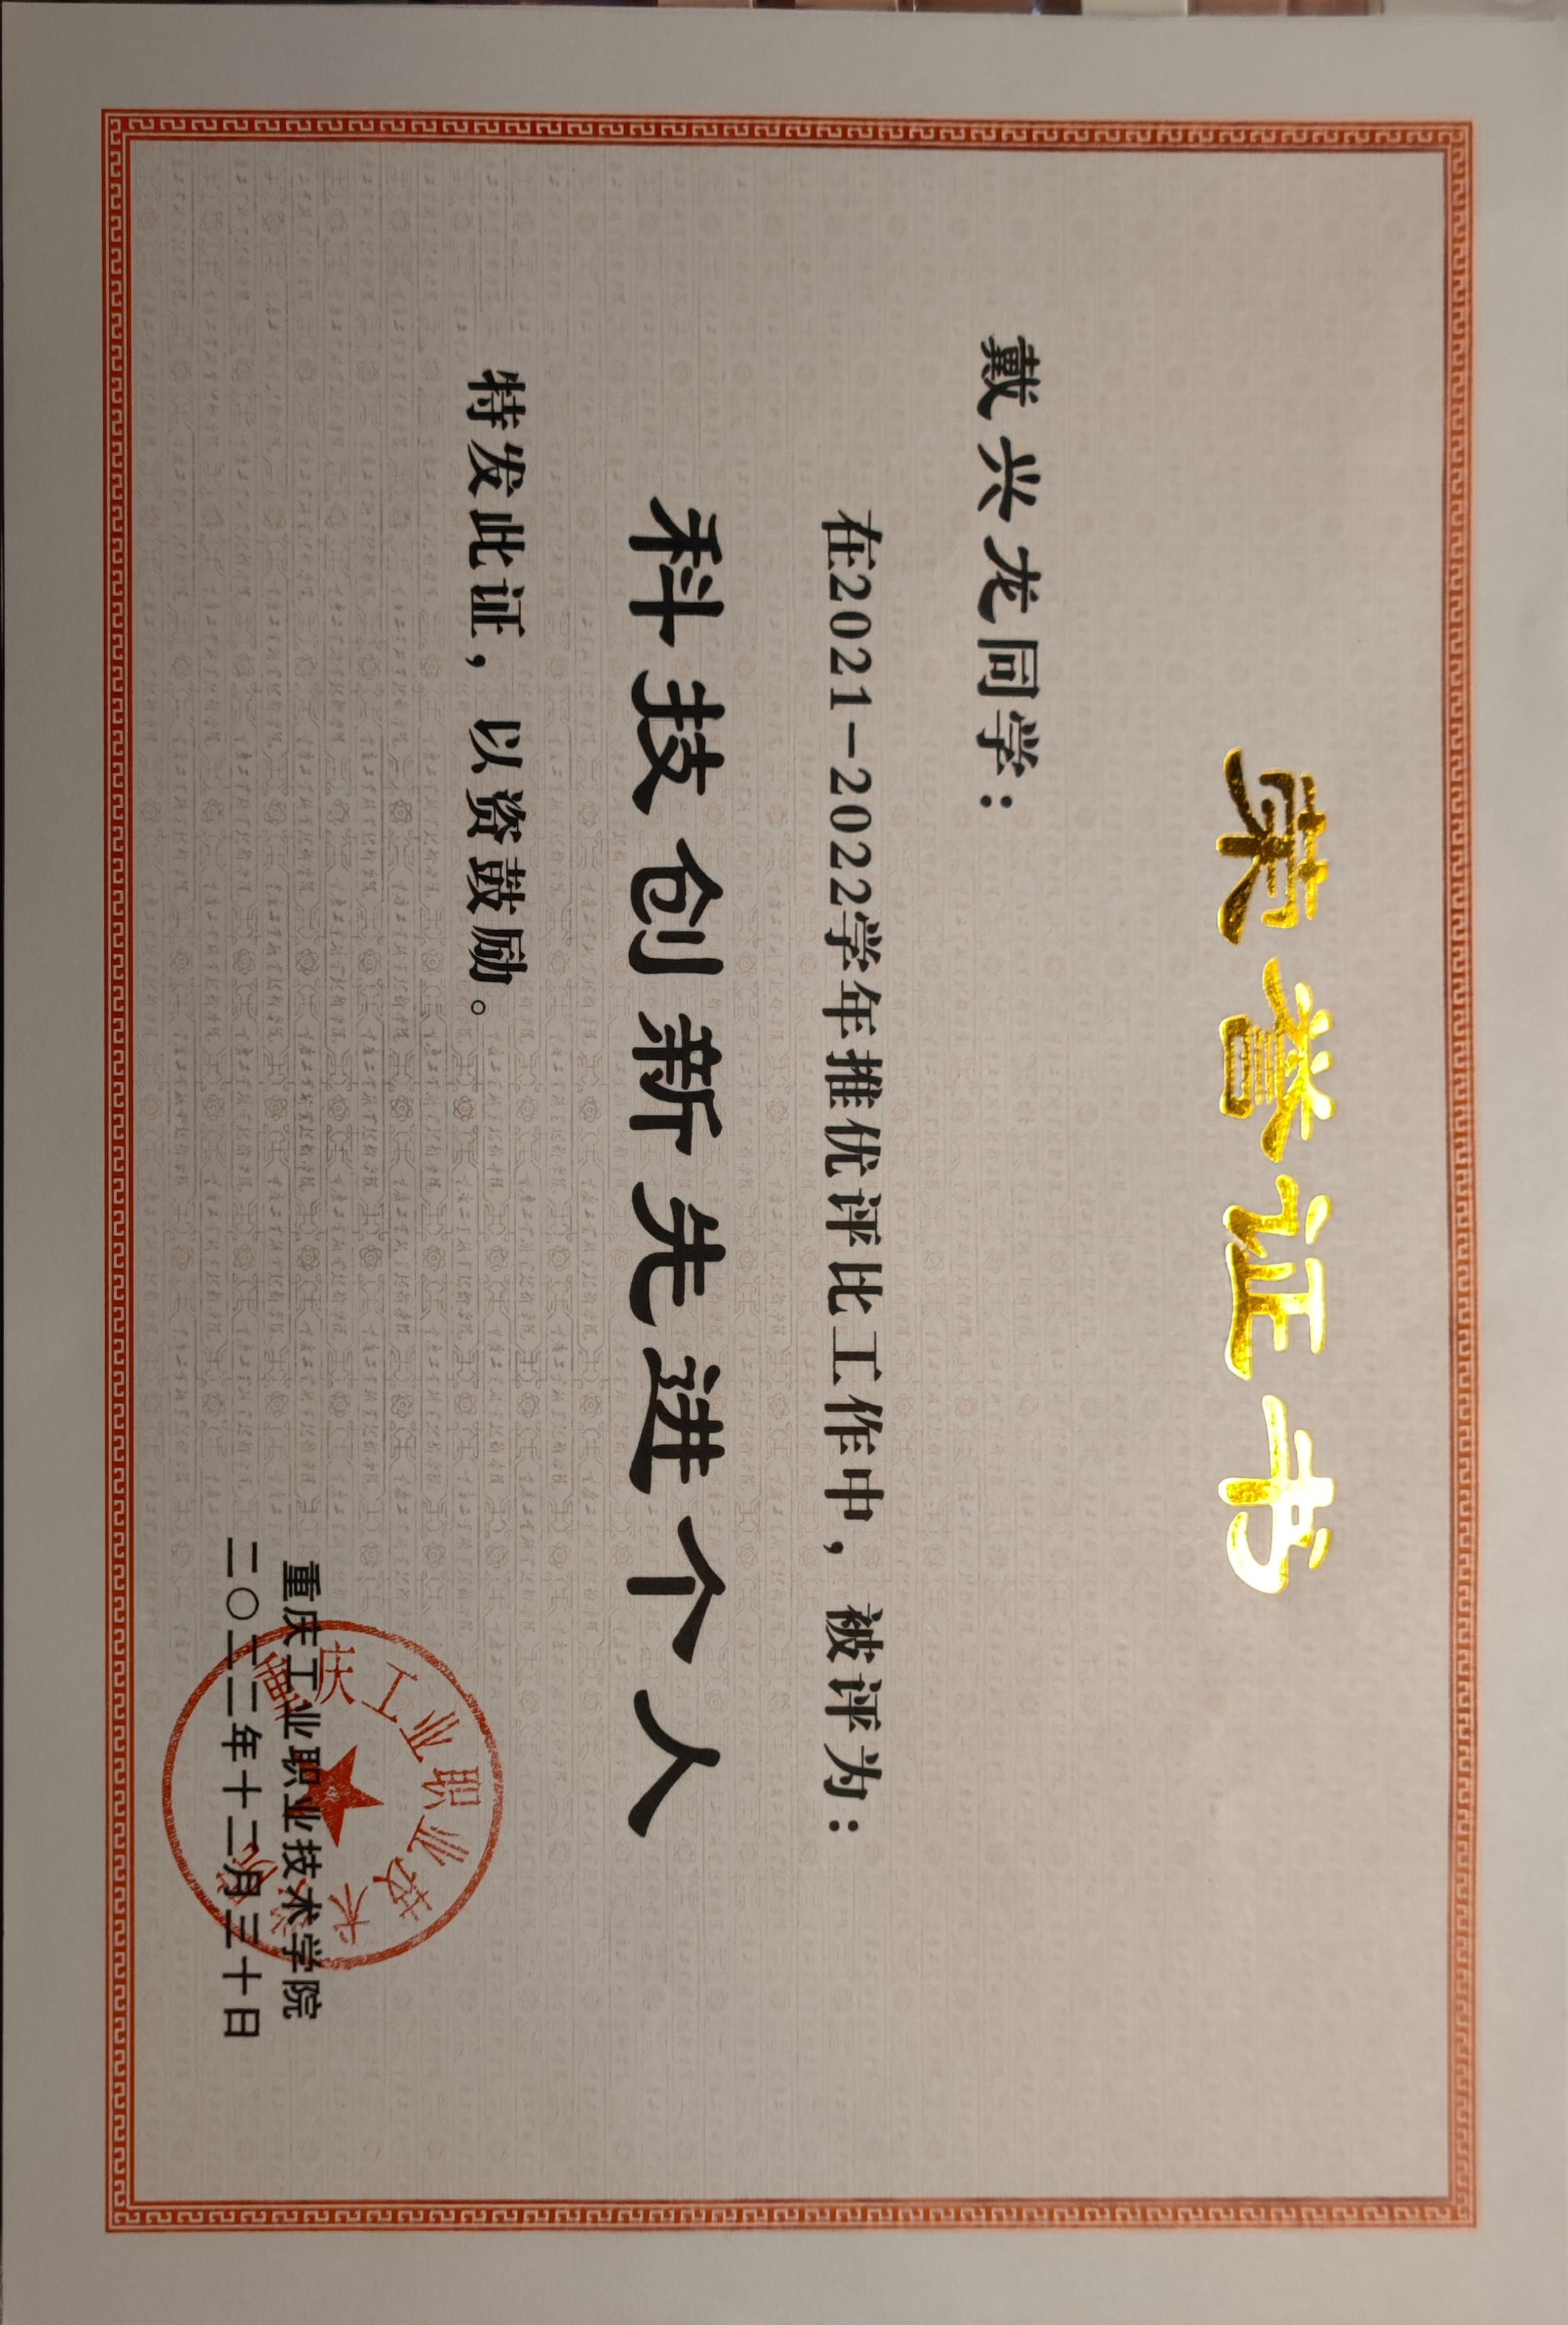 荣誉证书
戴兴龙同学：
在2021-2022学年推优评比工作中，被评为：
科技创新先进个人
特发此证，以资鼓励。
重庆工业职业技术学院
重庆工业职业技术学院
二〇二二年十二月三十日